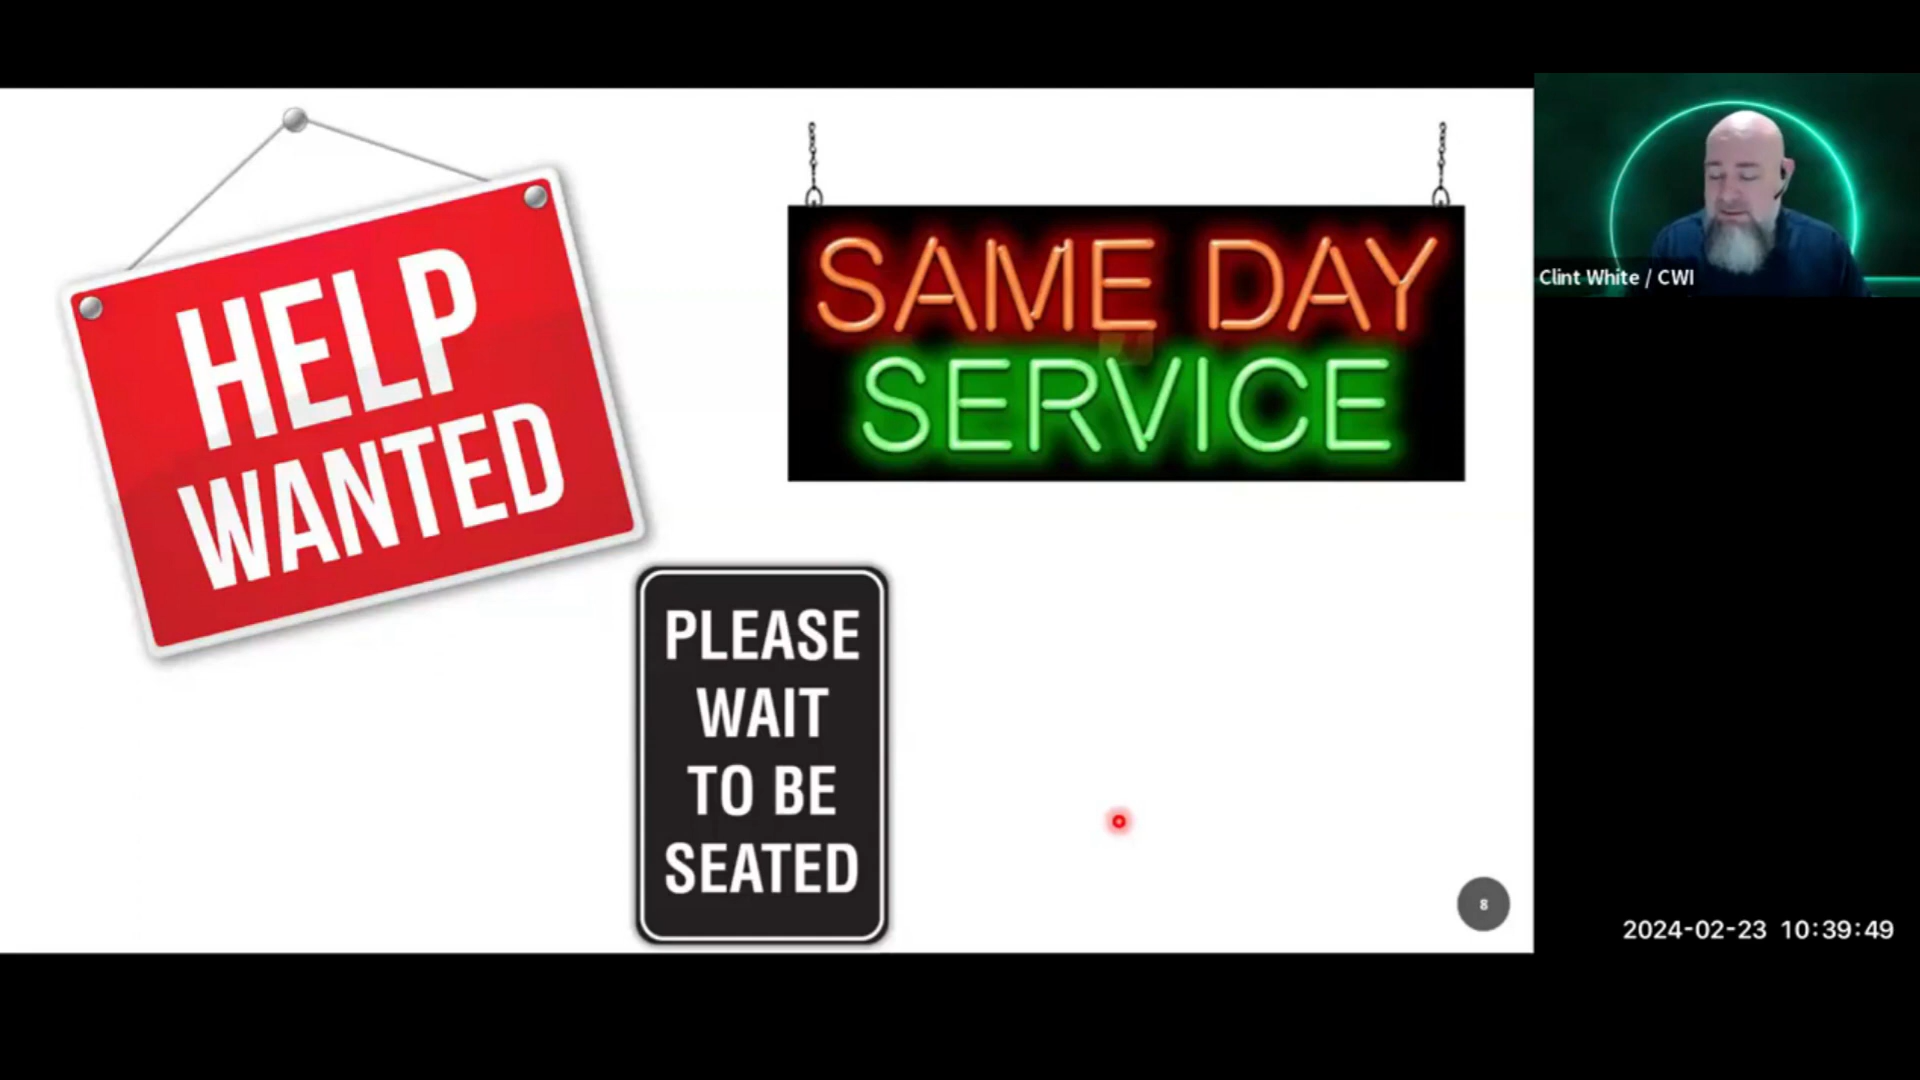 HELP
WANTED
SAME DAY
SERVICE
PLEASE
WAIT
TO BE
SEATED
8
Clint White / CWI
2024-02-23 10:39:49